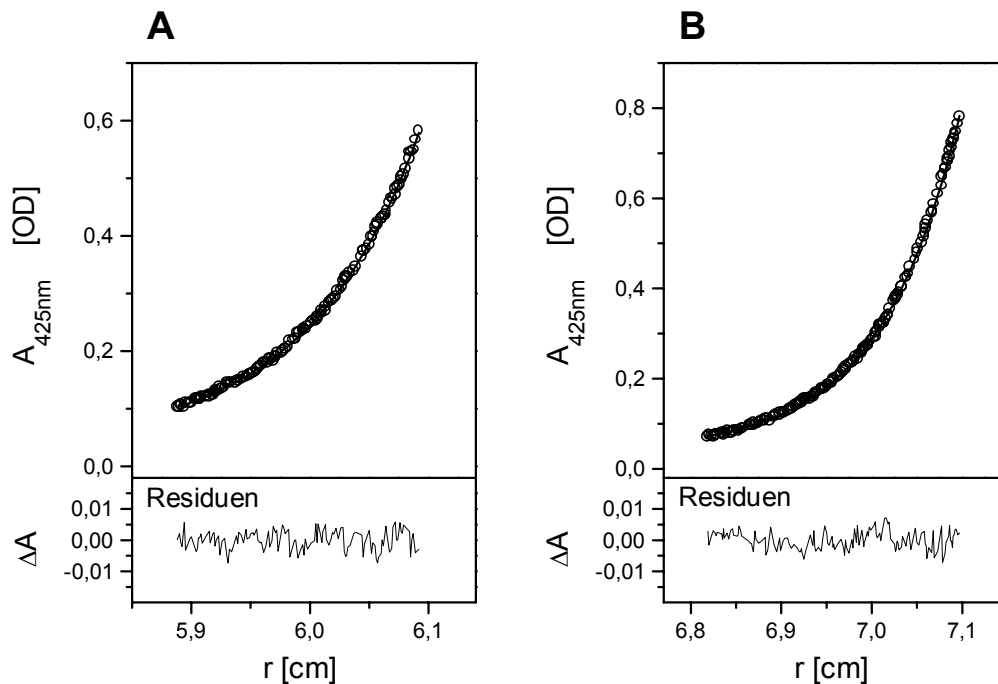 A
0,6
0,4
0,2
0,0
A425nm [OD]
Residuen
0,01
0,00
-0,01
ΔA
5,9 6,0 6,1
r [cm]
B
0,8
0,6
0,4
0,2
0,0
A425nm [OD]
Residuen
0,01
0,00
-0,01
ΔA
6,8 6,9 7,0 7,1
r [cm]